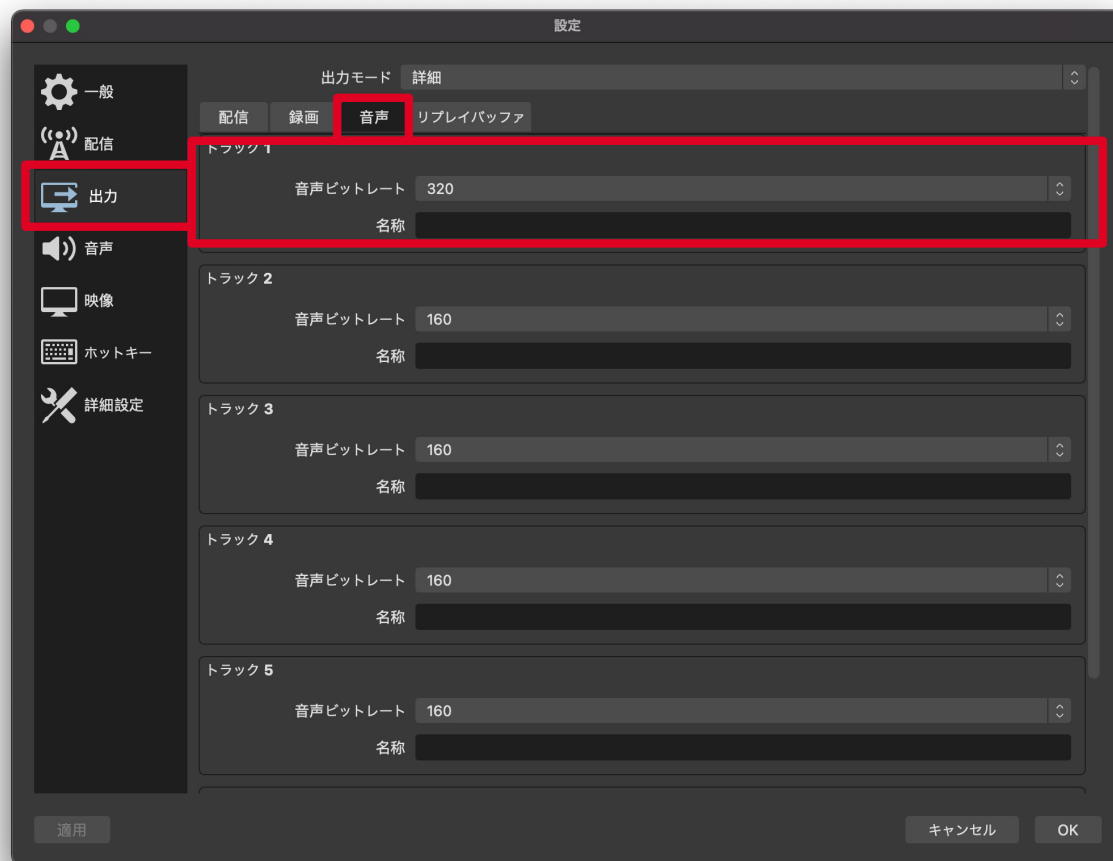 設定
一般
配信
出力
音声
映像
ホットキー
詳細設定
出力モード 詳細
配信 録画 音声 リプレイバッファ
トラック 1
音声ビットレート 320
名称
トラック 2
音声ビットレート 160
名称
トラック 3
音声ビットレート 160
名称
トラック 4
音声ビットレート 160
名称
トラック 5
音声ビットレート 160
名称
適用 キャンセル OK